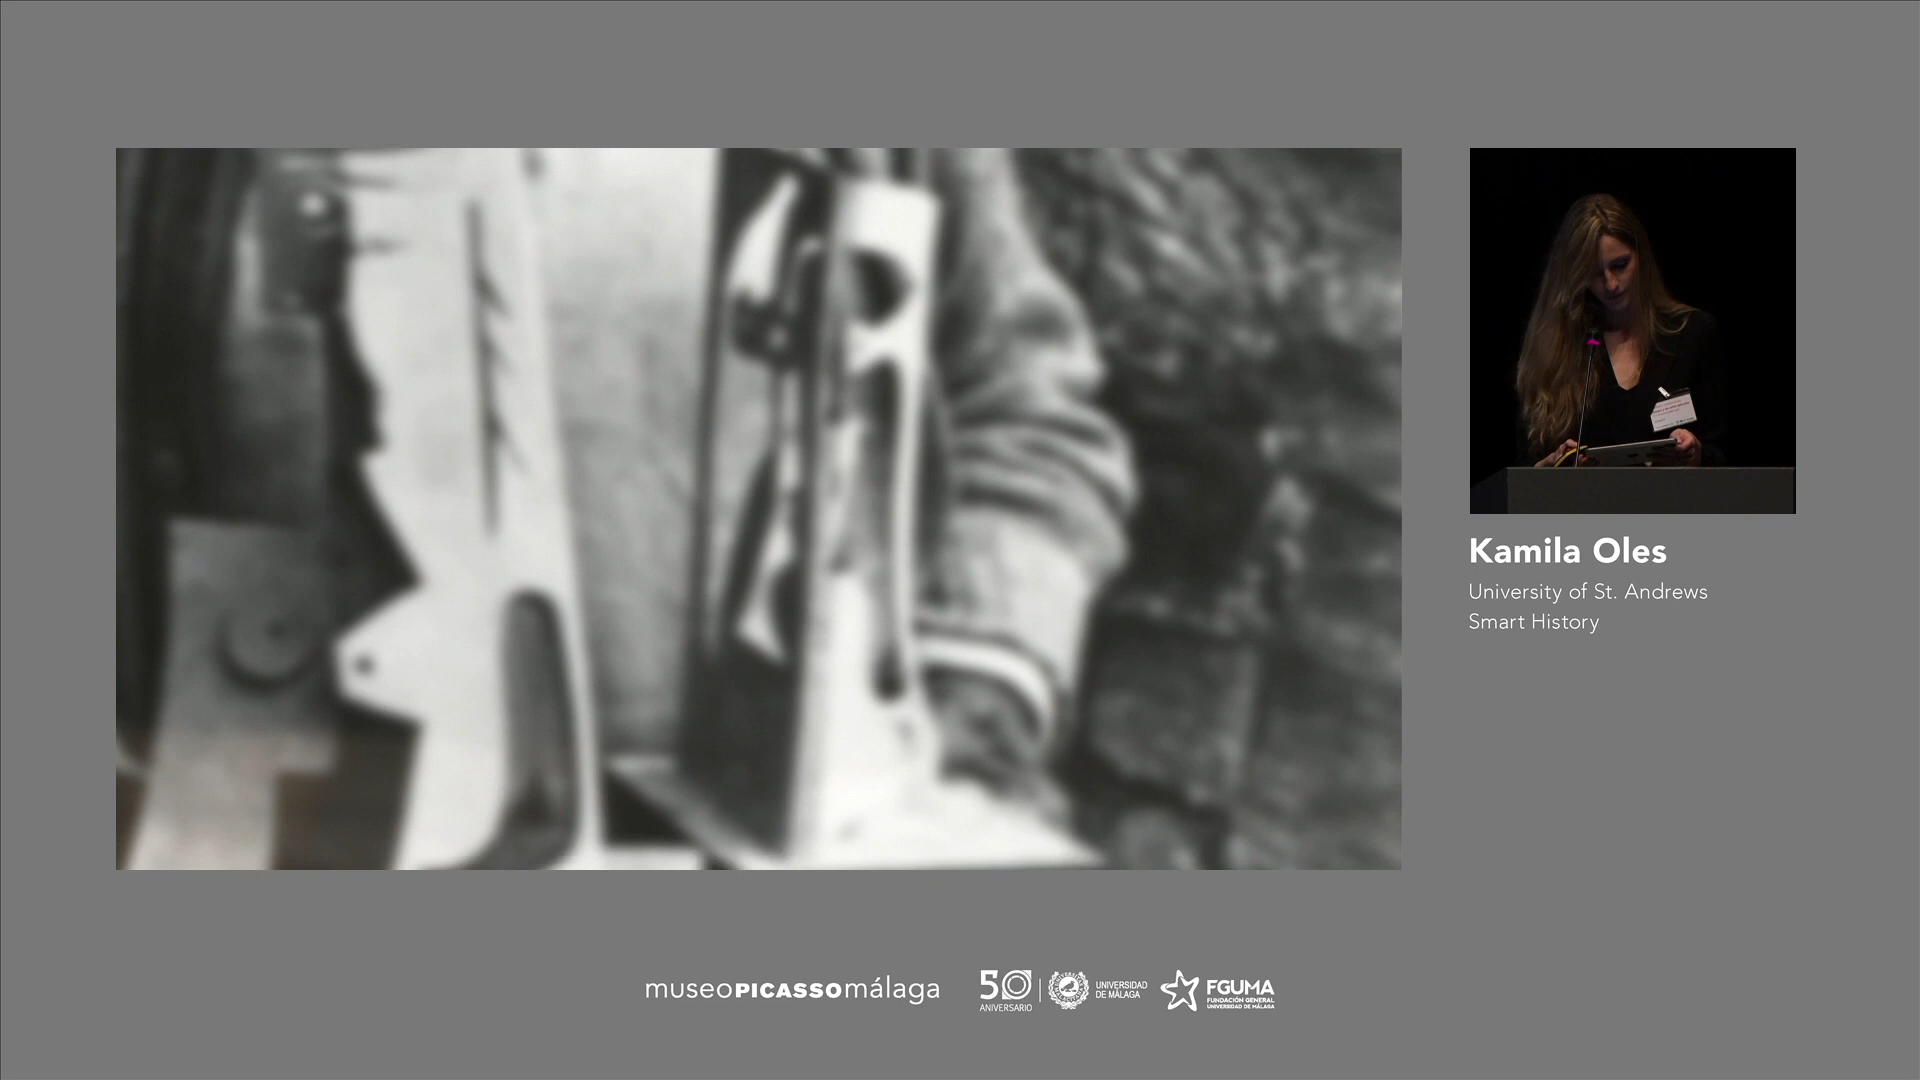 Kamila Oles
University of St. Andrews
Smart History
museoPICASSOmálaga
50
ANIVERSARIO
UNIVERSIDAD
DE MÁLAGA
FGUMA
FUNDACIÓN GENERAL
UNIVERSIDAD DE MÁLAGA